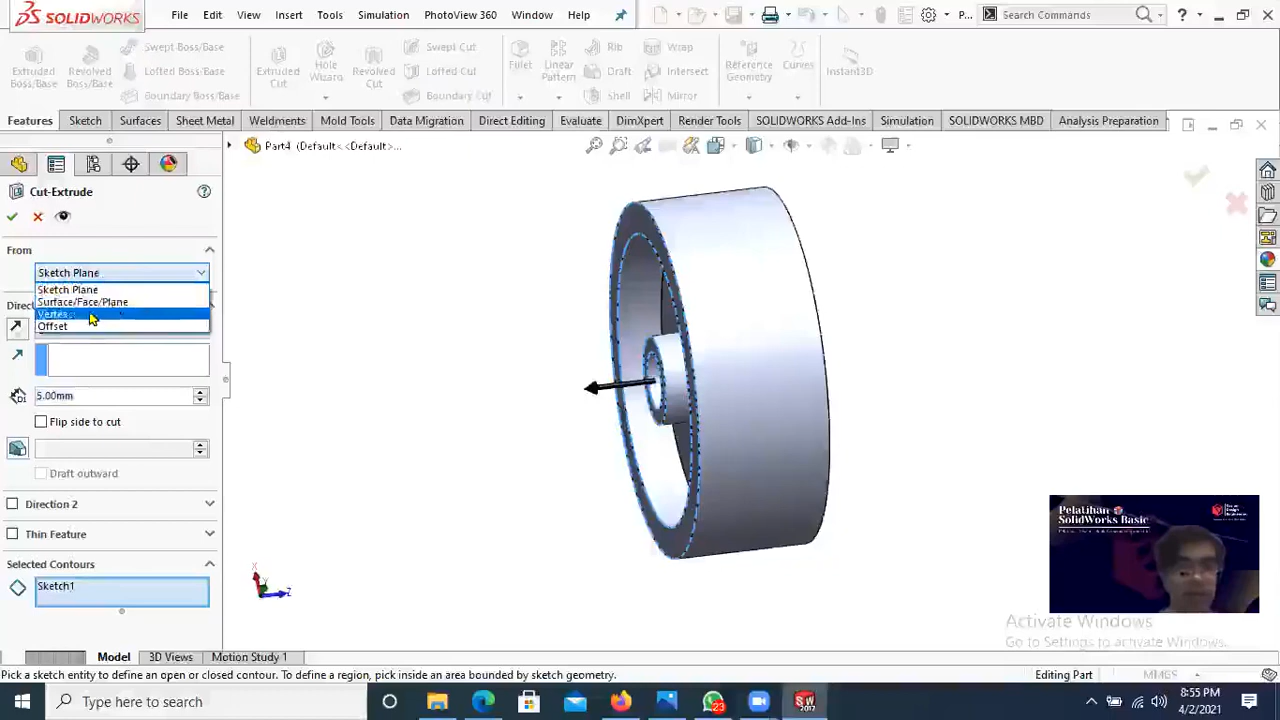 SOLIDWORKS
File Edit View Insert Tools Simulation PhotoView 360 Window Help
P... Search Commands
Extruded Boss/Base
Revolved Boss/Base
Swept Boss/Base
Lofted Boss/Base
Boundary Boss/Base
Extruded Cut
Hole Wizard
Revolved Cut
Swept Cut
Lofted Cut
Boundary Cut
Fillet
Linear Pattern
Rib
Draft
Shell
Wrap
Intersect
Mirror
Reference Geometry
Curves
Instant3D
Features Sketch Surfaces Sheet Metal Weldments Mold Tools Data Migration Direct Editing Evaluate DimXpert Render Tools SOLIDWORKS Add-Ins Simulation SOLIDWORKS MBD Analysis Preparation
Part4 (Default< <Default>...
Cut-Extrude
From
Sketch Plane
Sketch Plane
Surface/Face/Plane
Vertex
Offset
5.00mm
Flip side to cut
Draft outward
Direction 2
Thin Feature
Selected Contours
Sketch1
X
Y
Z
Pelatihan
SolidWorks Basic
Activate Windows
Go to Settings to activate Windows.
Model 3D Views Motion Study 1
Pick a sketch entity to define an open or closed contour. To define a region, pick inside an area bounded by sketch geometry.
Editing Part MMGS
Type here to search
23
SW
2017
8:55 PM
4/2/2021